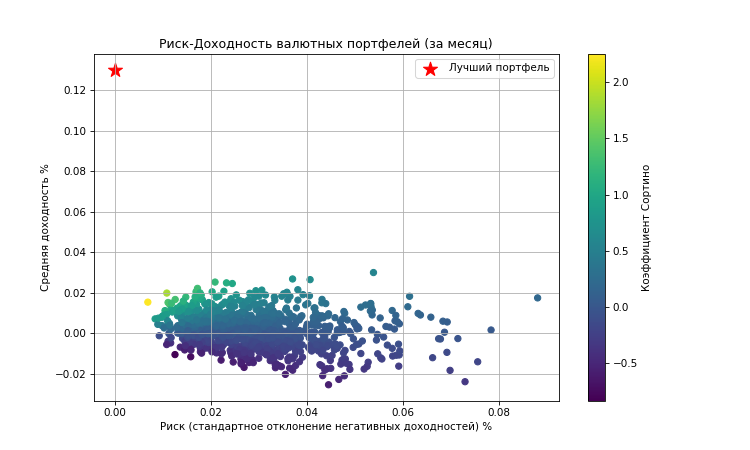 Риск-Доходность валютных портфелей (за месяц)
Лучший портфель
Средняя доходность %
0.12
0.10
0.08
0.06
0.04
0.02
0.00
−0.02
0.00 0.02 0.04 0.06 0.08
Риск (стандартное отклонение негативных доходностей) %
2.0
1.5
1.0
0.5
0.0
−0.5
Коэффициент Сортино